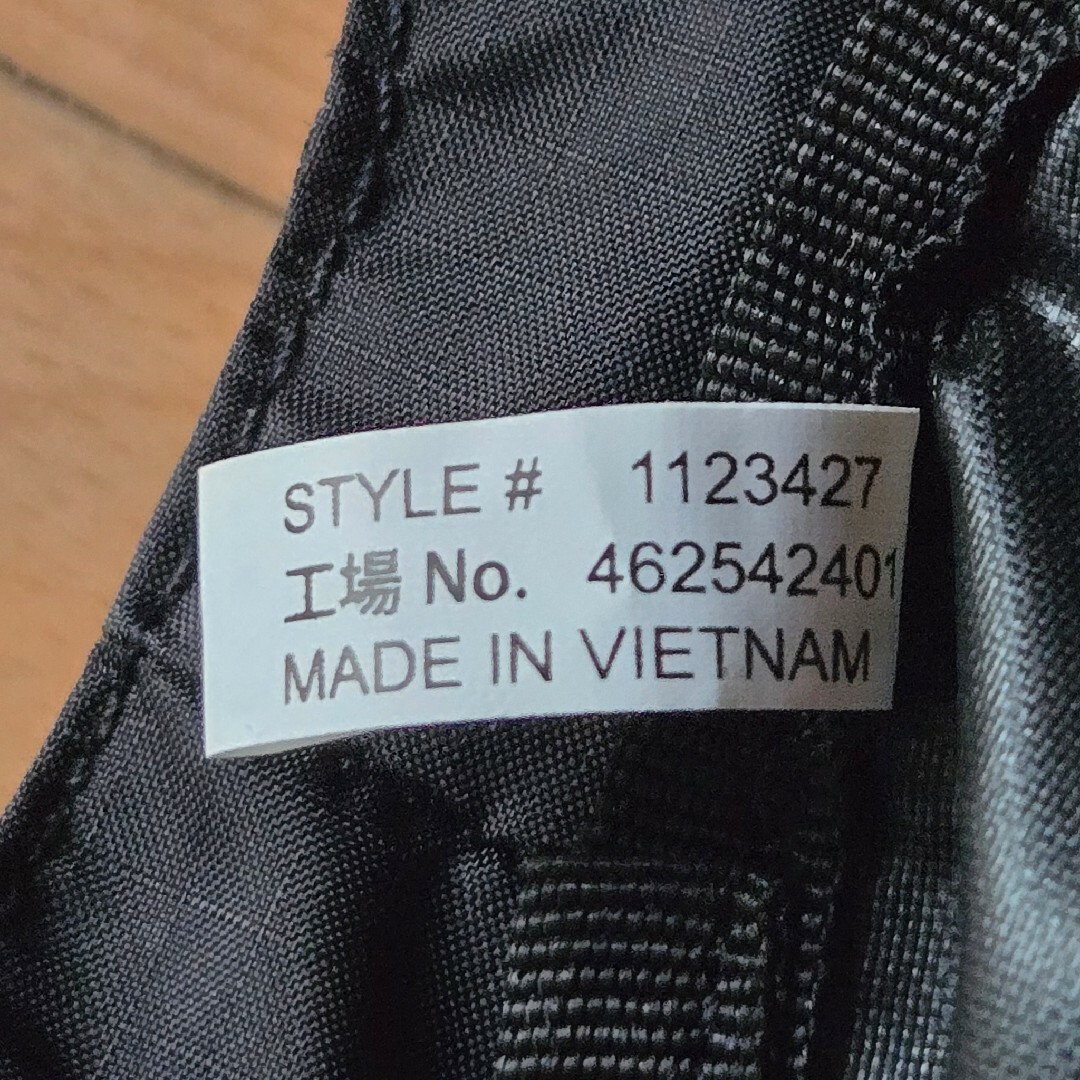 STYLE # 1123427
工場 No. 462542401
MADE IN VIETNAM